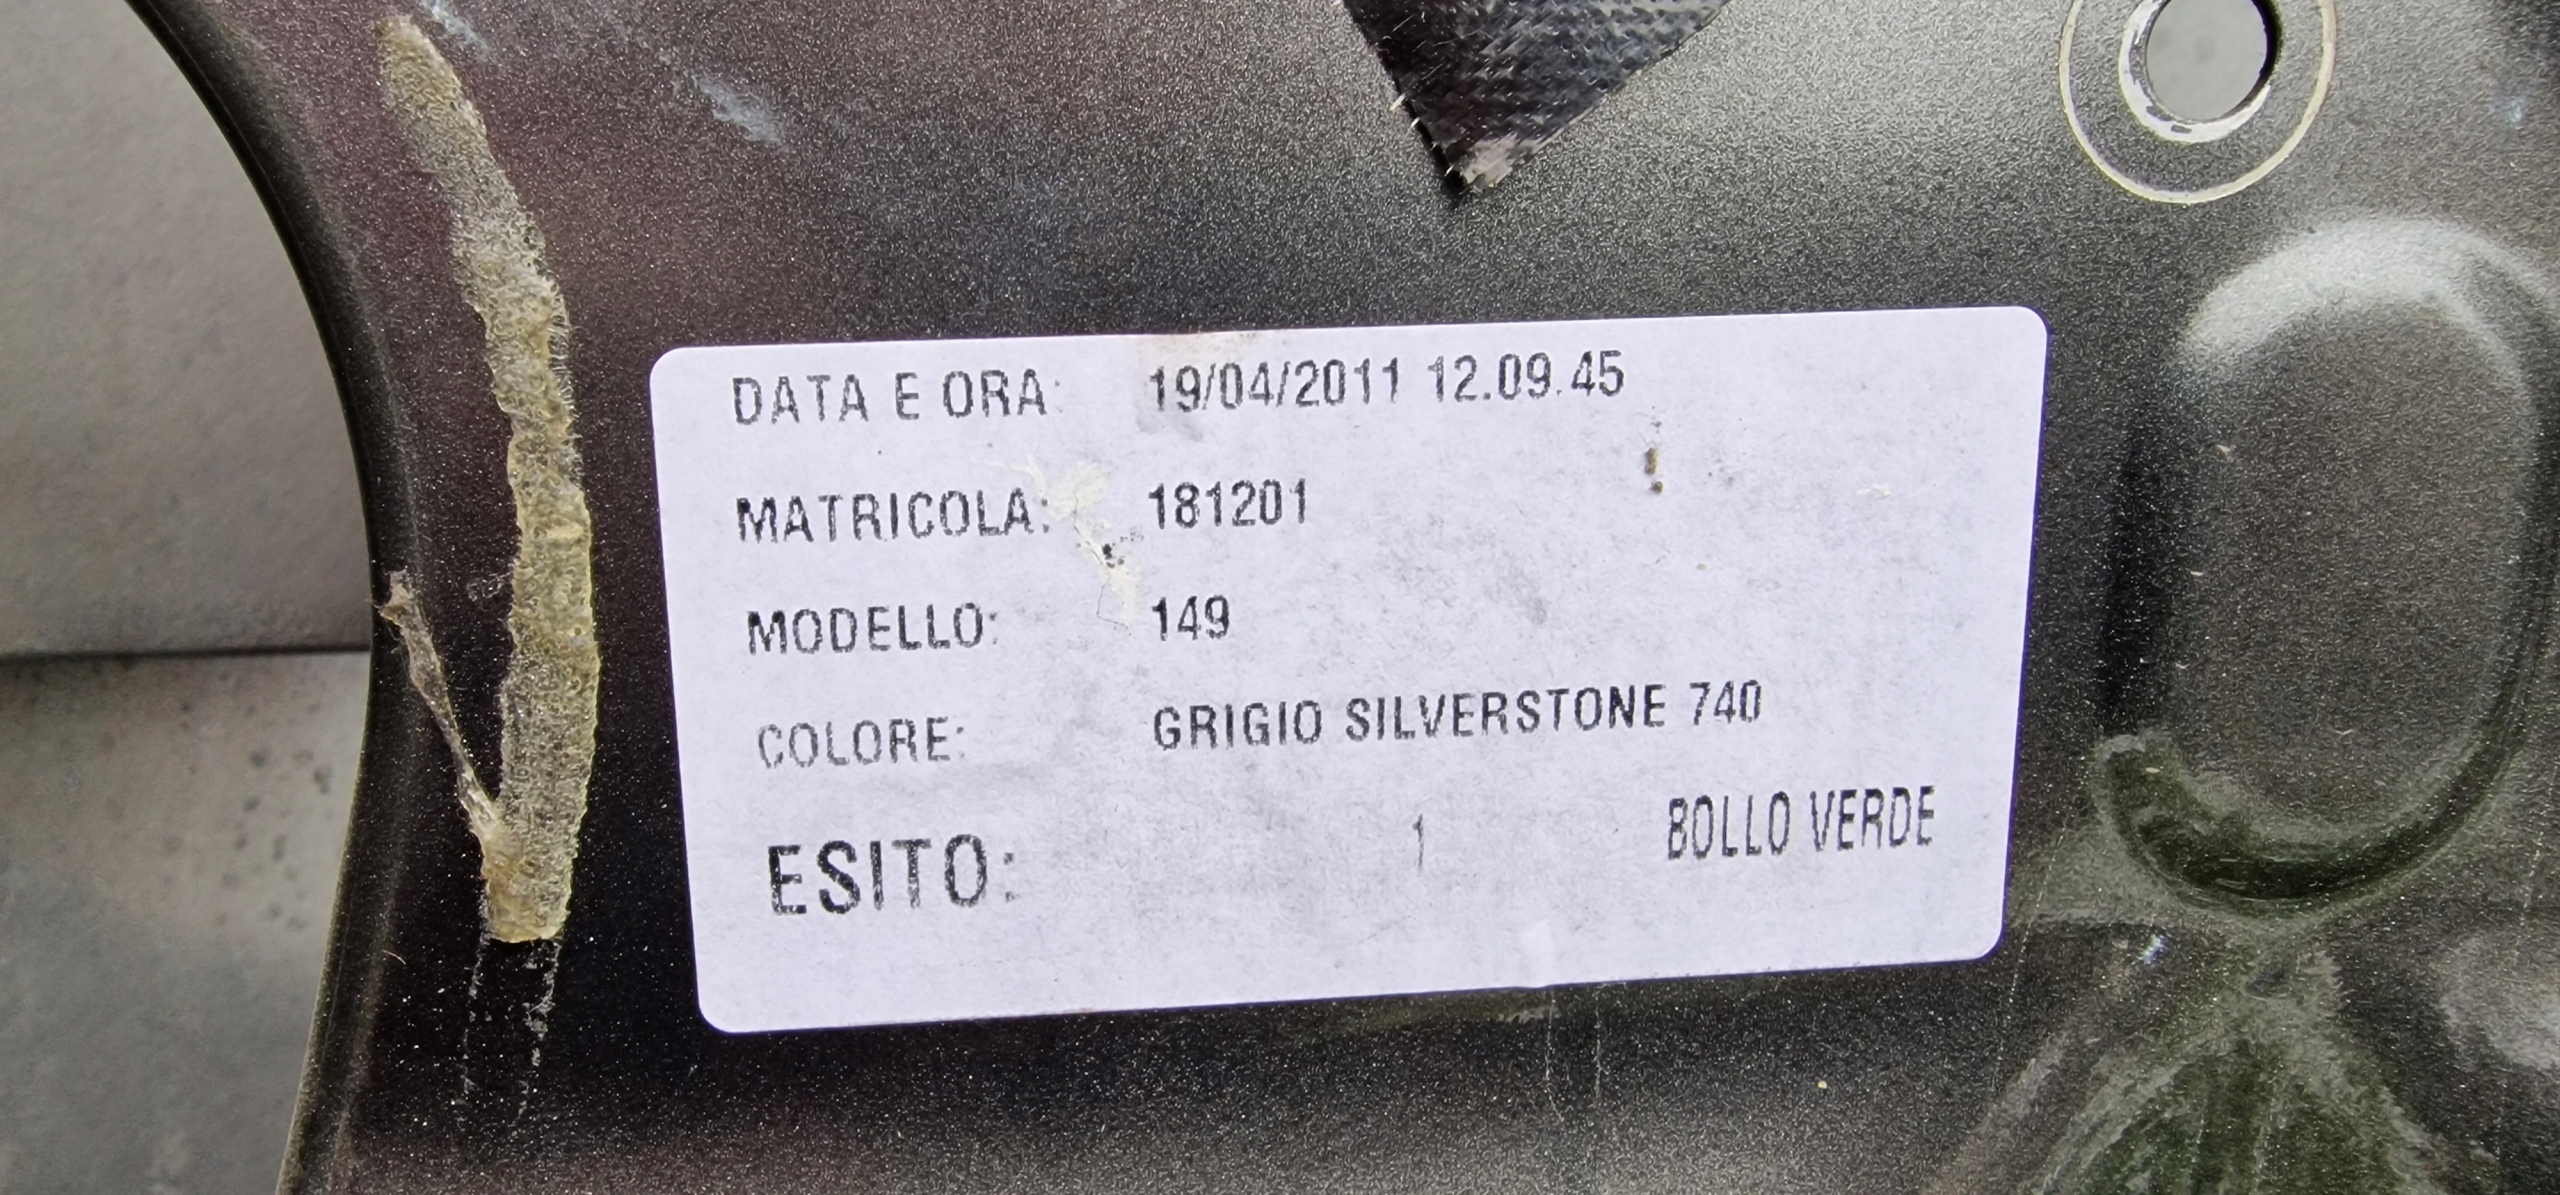 DATA E ORA: 19/04/2011 12.09.45
MATRICOLA: 181201
MODELLO: 149
COLORE: GRIGIO SILVERSTONE 740
ESITO: 1 BOLLO VERDE